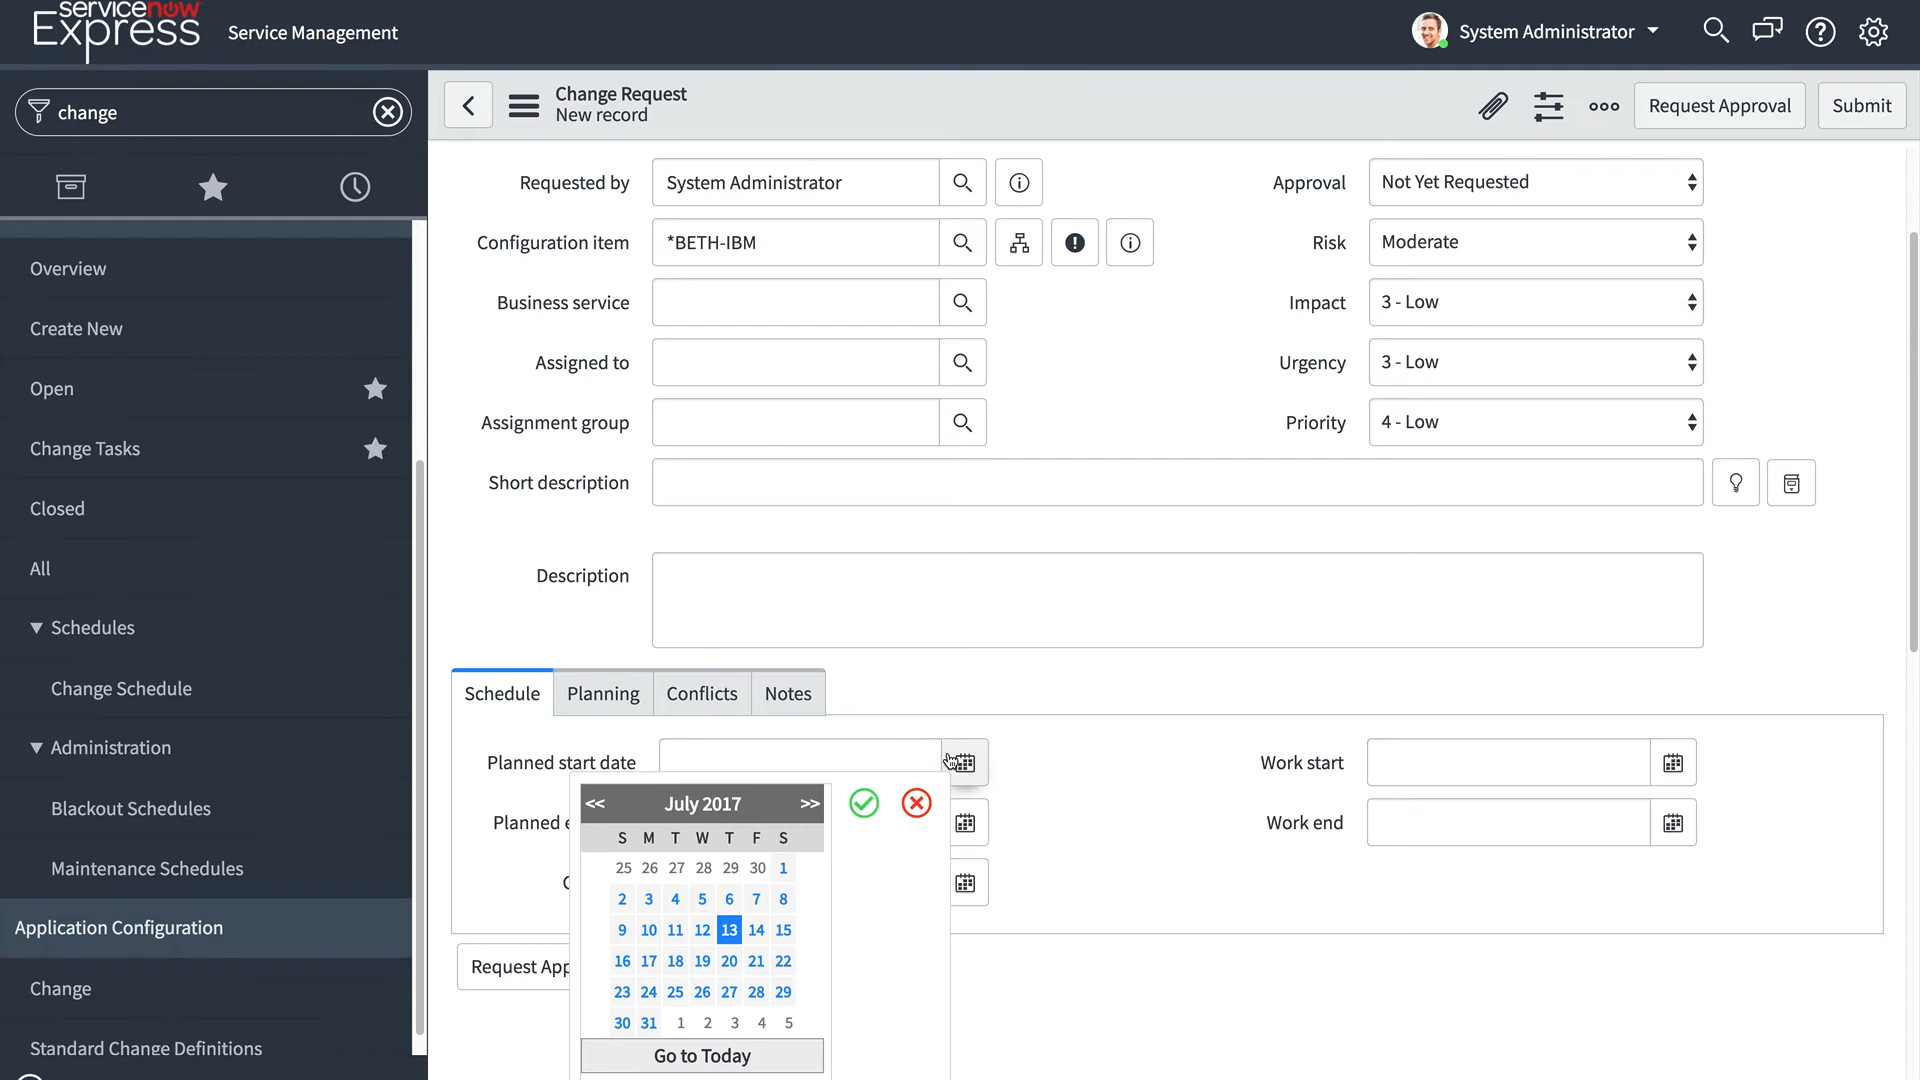 servicenow
Express
Service Management
System Administrator
change
Change Request
New record
Request Approval
Submit
Overview
Create New
Open
Change Tasks
Closed
All
Schedules
Change Schedule
Administration
Blackout Schedules
Maintenance Schedules
Application Configuration
Change
Standard Change Definitions
Requested by
System Administrator
Approval
Not Yet Requested
Configuration item
*BETH-IBM
Risk
Moderate
Business service
Impact
3 - Low
Assigned to
Urgency
3 - Low
Assignment group
Priority
4 - Low
Short description
Description
Schedule
Planning
Conflicts
Notes
Planned start date
Work start
Planned e
Work end
Request App
<< July 2017 >>
S M T W T F S
25 26 27 28 29 30 1
2 3 4 5 6 7 8
9 10 11 12 13 14 15
16 17 18 19 20 21 22
23 24 25 26 27 28 29
30 31 1 2 3 4 5
Go to Today